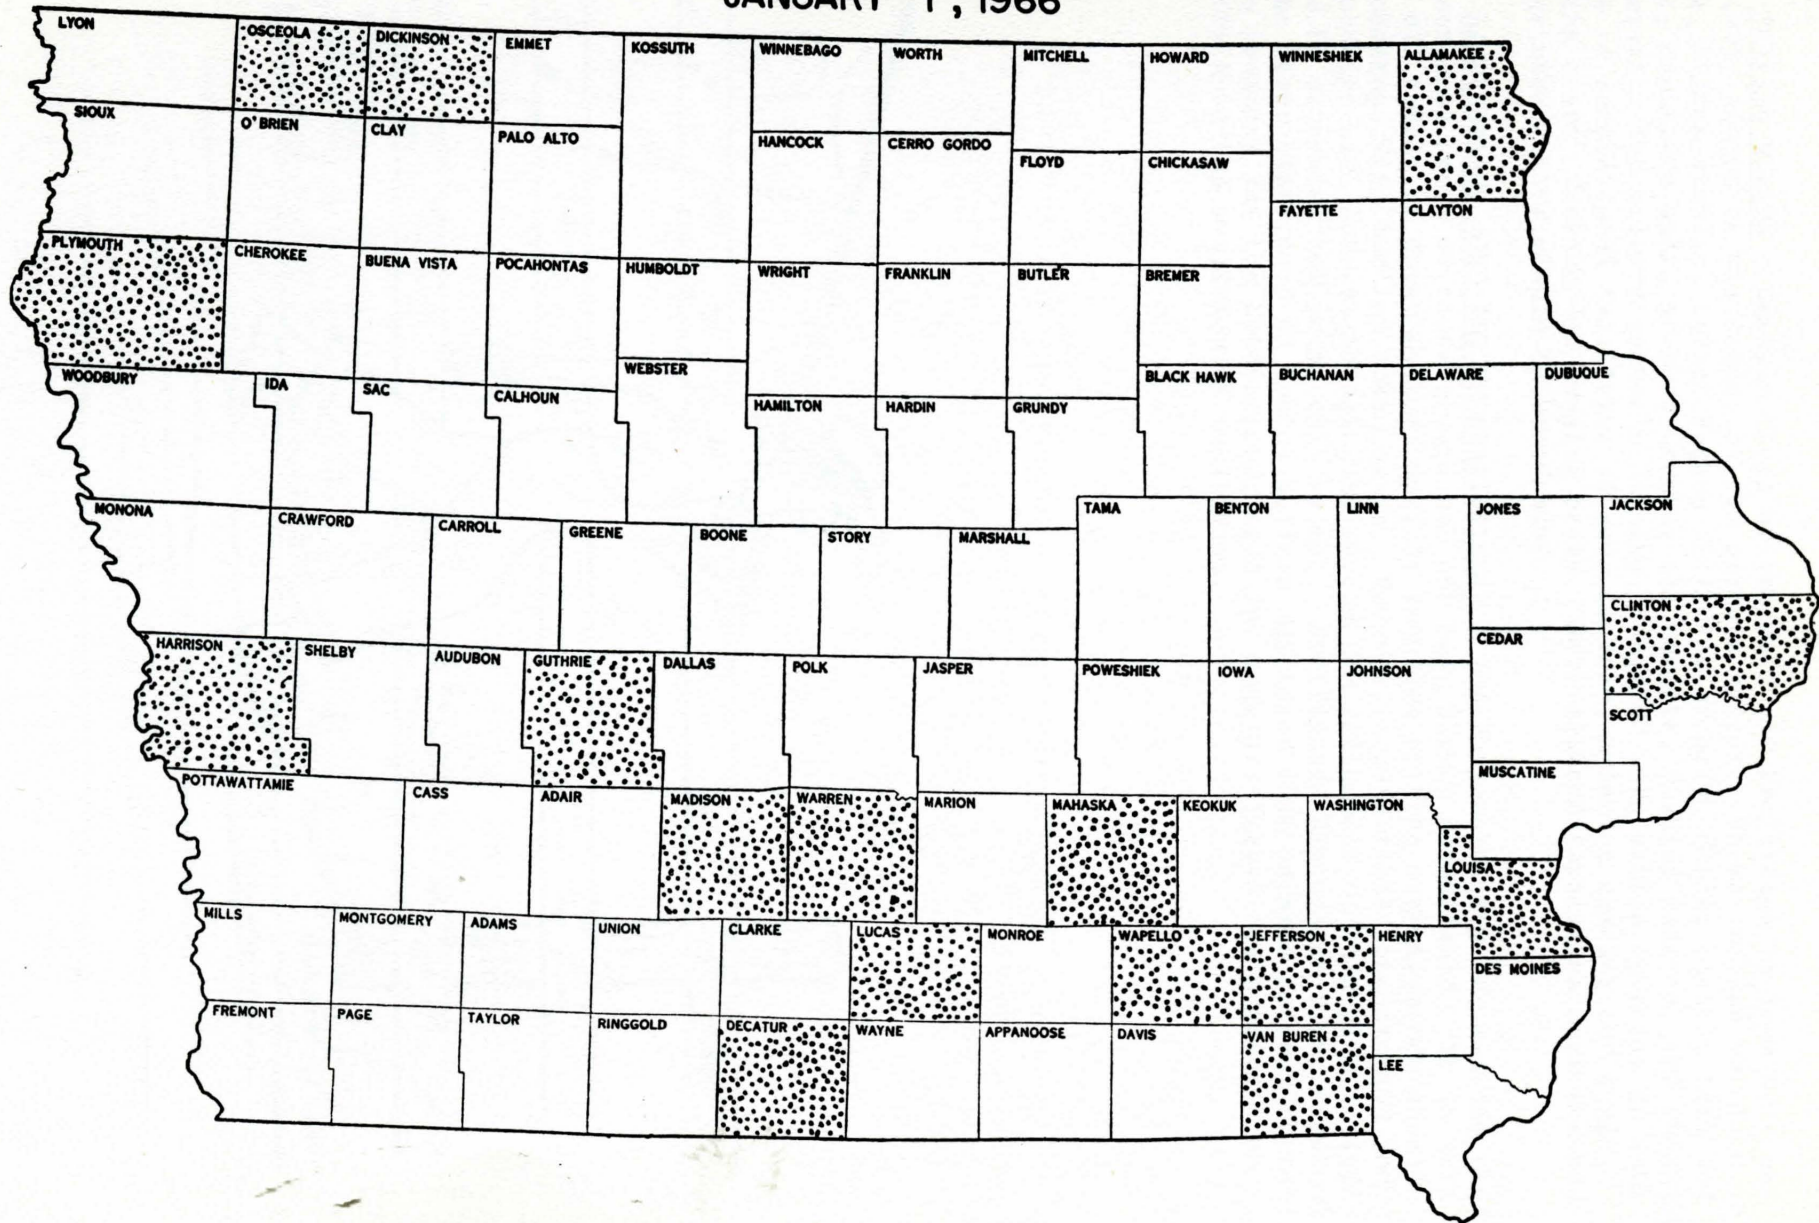 JANUARY 1, 1966
LYON
OSCEOLA
DICKINSON
EMMET
KOSSUTH
WINNEBAGO
WORTH
MITCHELL
HOWARD
WINNESHIEK
ALLAMAKEE
SIOUX
O'BRIEN
CLAY
PALO ALTO
HANCOCK
CERRO GORDO
FLOYD
CHICKASAW
FAYETTE
CLAYTON
PLYMOUTH
CHEROKEE
BUENA VISTA
POCAHONTAS
HUMBOLDT
WRIGHT
FRANKLIN
BUTLER
BREMER
WOODBURY
IDA
SAC
CALHOUN
WEBSTER
HAMILTON
HARDIN
GRUNDY
BLACK HAWK
BUCHANAN
DELAWARE
DUBUQUE
MONONA
CRAWFORD
CARROLL
GREENE
BOONE
STORY
MARSHALL
TAMA
BENTON
LINN
JONES
JACKSON
CLINTON
CEDAR
HARRISON
SHELBY
AUDUBON
GUTHRIE
DALLAS
POLK
JASPER
POWESHIEK
IOWA
JOHNSON
SCOTT
MUSCATINE
POTTAWATTAMIE
CASS
ADAIR
MADISON
WARREN
MARION
MAHASKA
KEOKUK
WASHINGTON
LOUISA
MILLS
MONTGOMERY
ADAMS
UNION
CLARKE
LUCAS
MONROE
WAPELLO
JEFFERSON
HENRY
DES MOINES
FREMONT
PAGE
TAYLOR
RINGGOLD
DECATUR
WAYNE
APPANOOSE
DAVIS
VAN BUREN
LEE